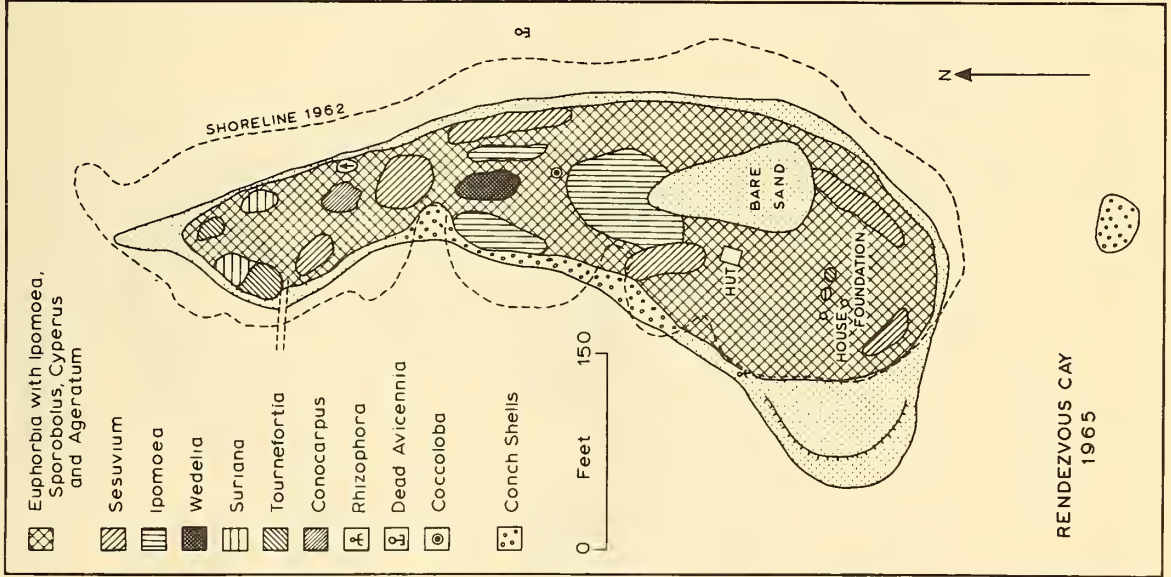 Euphorbia with Ipomoea,
Sporobolus, Cyperus
and Ageratum
Sesuvium
Ipomoea
Wedelia
Suriana
Tournefortia
Conocarpus
Rhizophora
Dead Avicennia
Coccoloba
Conch Shells
0 150
Feet
SHORELINE 1962
N
BARE
SAND
HUT
HOUSE
FOUNDATION
RENDEZVOUS CAY
1965